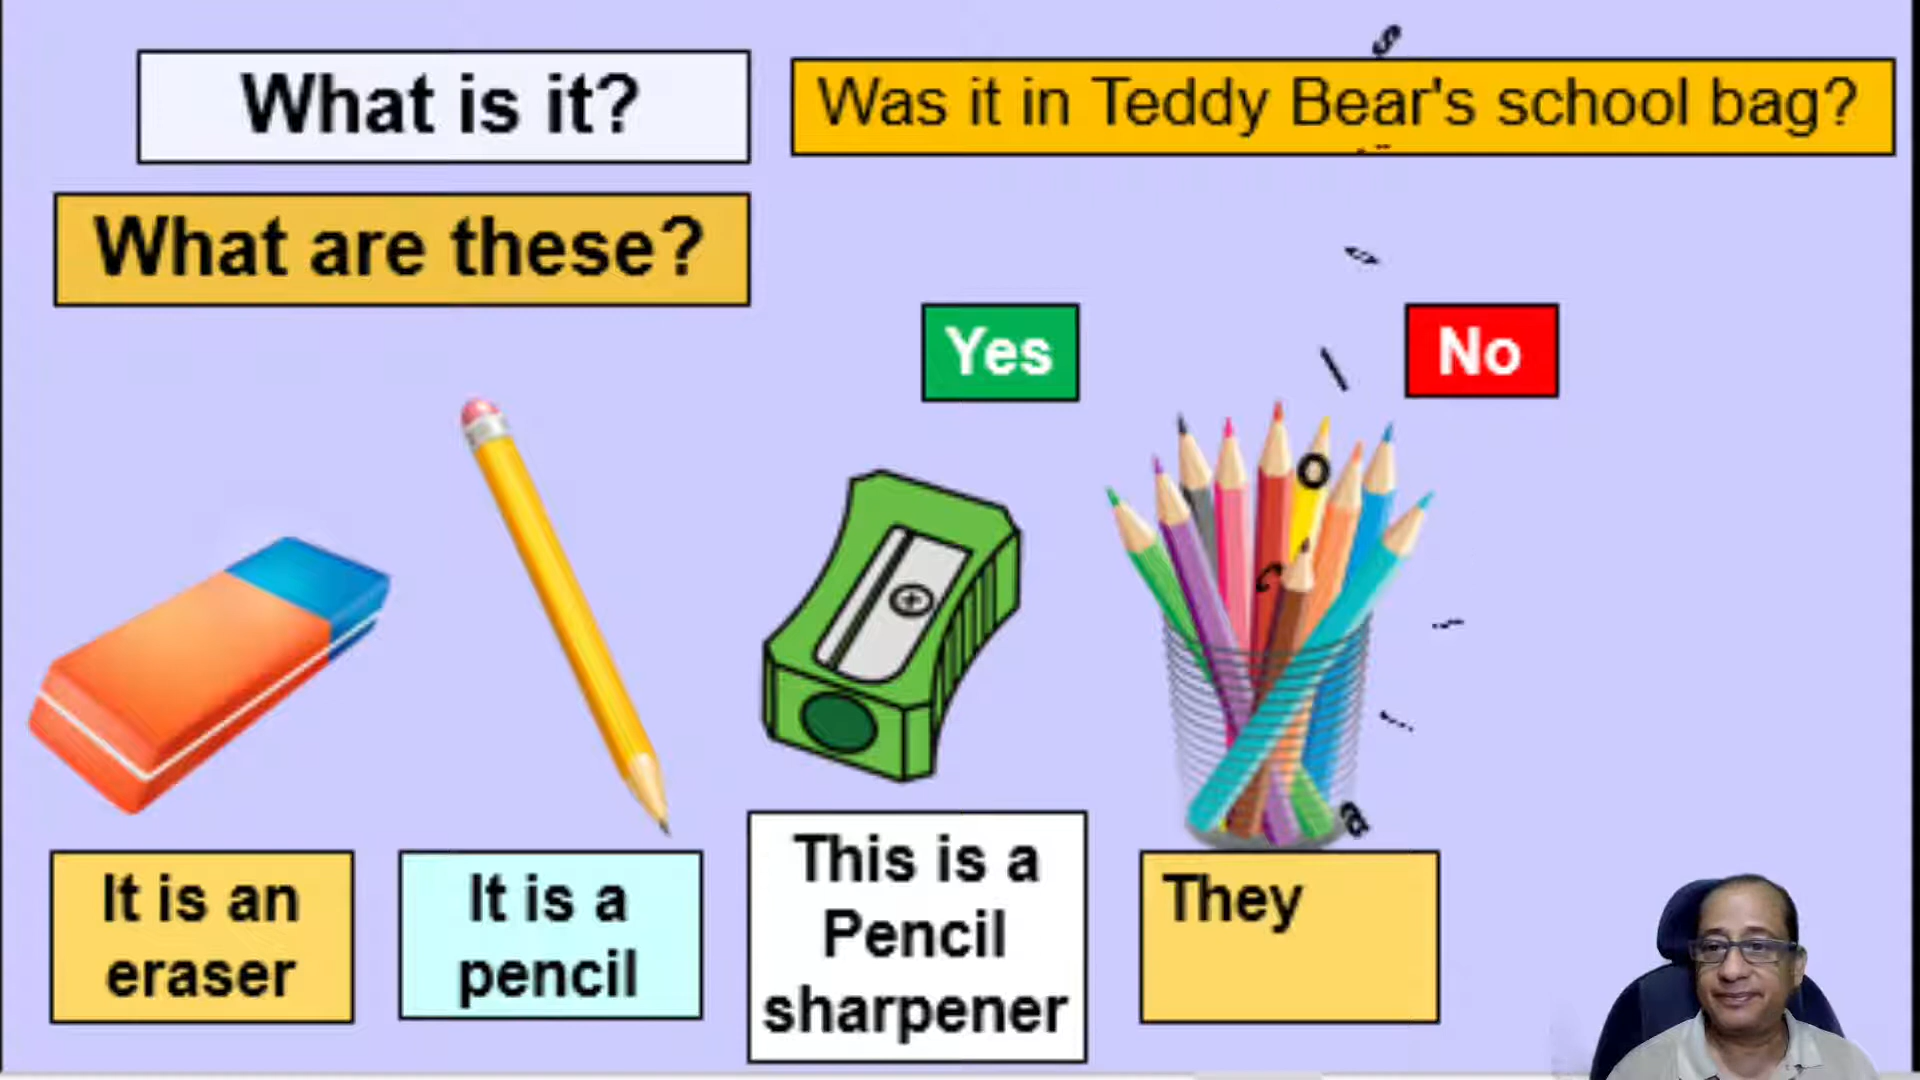 What is it?
Was it in Teddy Bear's school bag?
What are these?
Yes
No
It is an
eraser
It is a
pencil
This is a
Pencil
sharpener
They